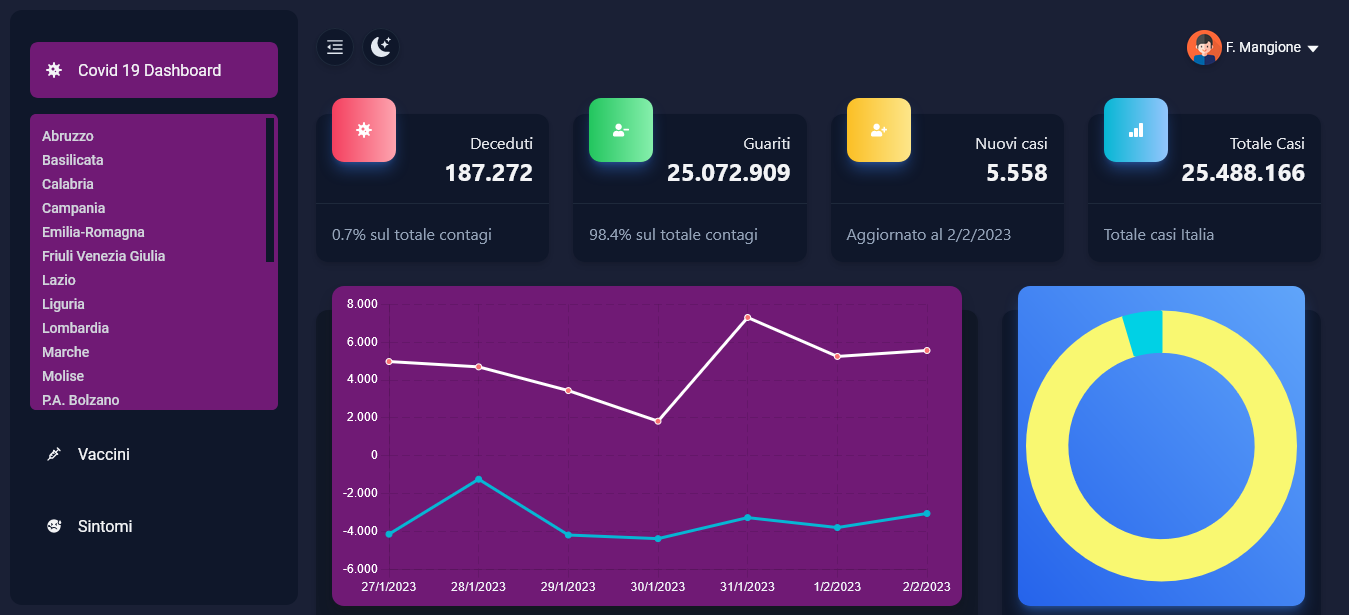 Covid 19 Dashboard
Abruzzo
Basilicata
Calabria
Campania
Emilia-Romagna
Friuli Venezia Giulia
Lazio
Liguria
Lombardia
Marche
Molise
P.A. Bolzano
Vaccini
Sintomi
F. Mangione
Deceduti
187.272
0.7% sul totale contagi
Guariti
25.072.909
98.4% sul totale contagi
Nuovi casi
5.558
Aggiornato al 2/2/2023
Totale Casi
25.488.166
Totale casi Italia
8.000
6.000
4.000
2.000
0
-2.000
-4.000
-6.000
27/1/2023 28/1/2023 29/1/2023 30/1/2023 31/1/2023 1/2/2023 2/2/2023